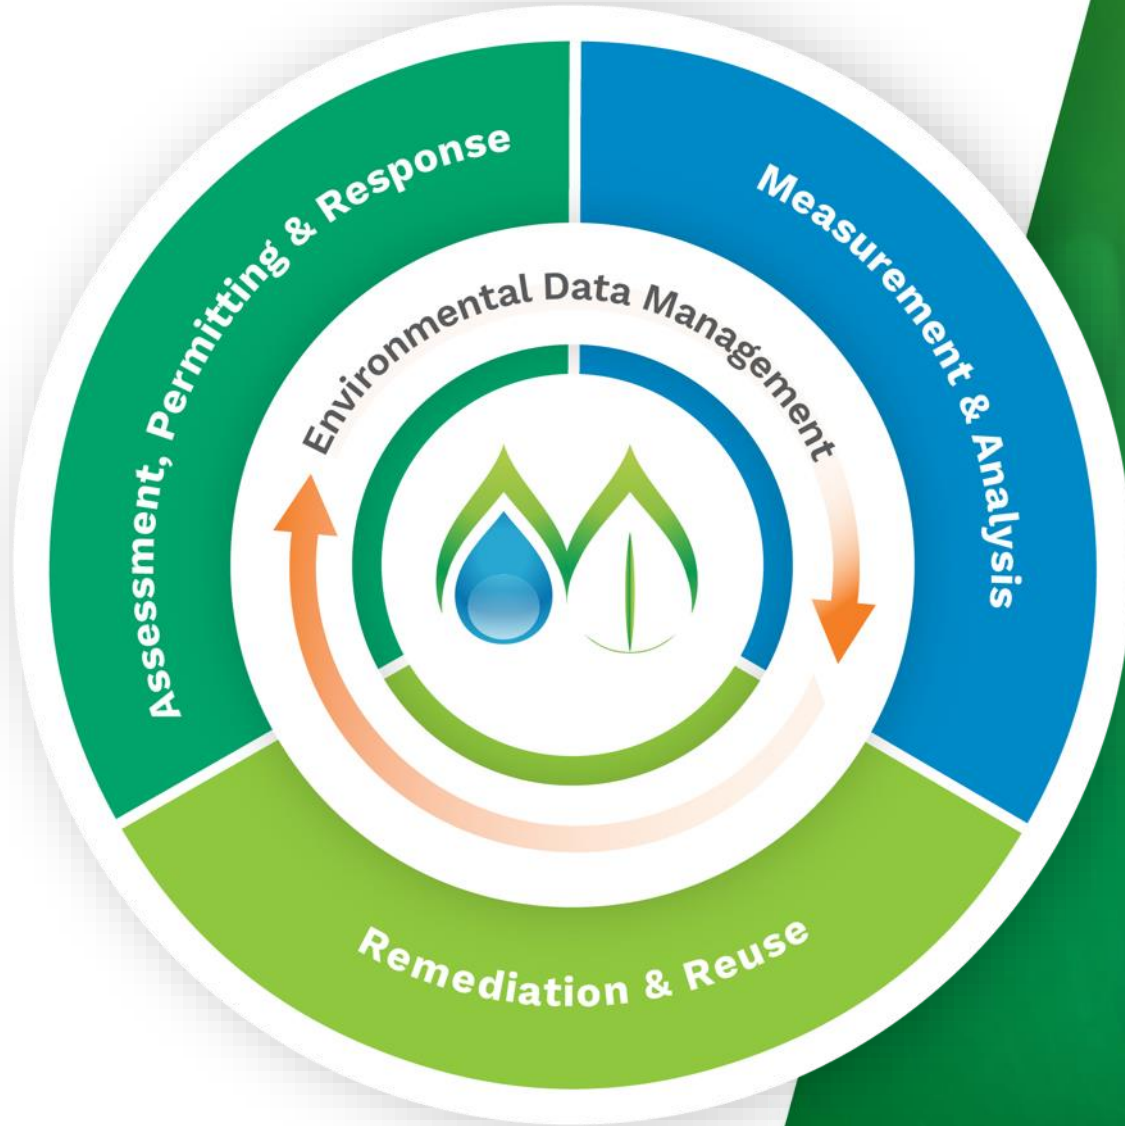 Assessment, Permitting & Response
Measurement & Analysis
Environmental Data Management
Remediation & Reuse